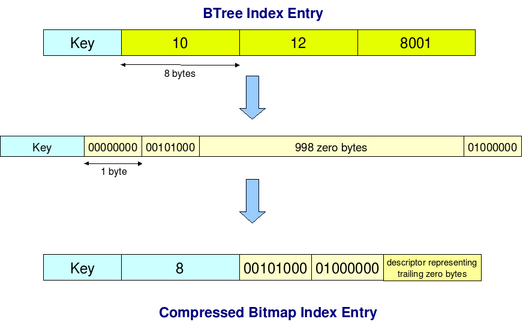 BTree Index Entry
Key 10 12 8001
8 bytes
Key 00000000 00101000 998 zero bytes 01000000
1 byte
Key 8 00101000 01000000 descriptor representing
trailing zero bytes
Compressed Bitmap Index Entry